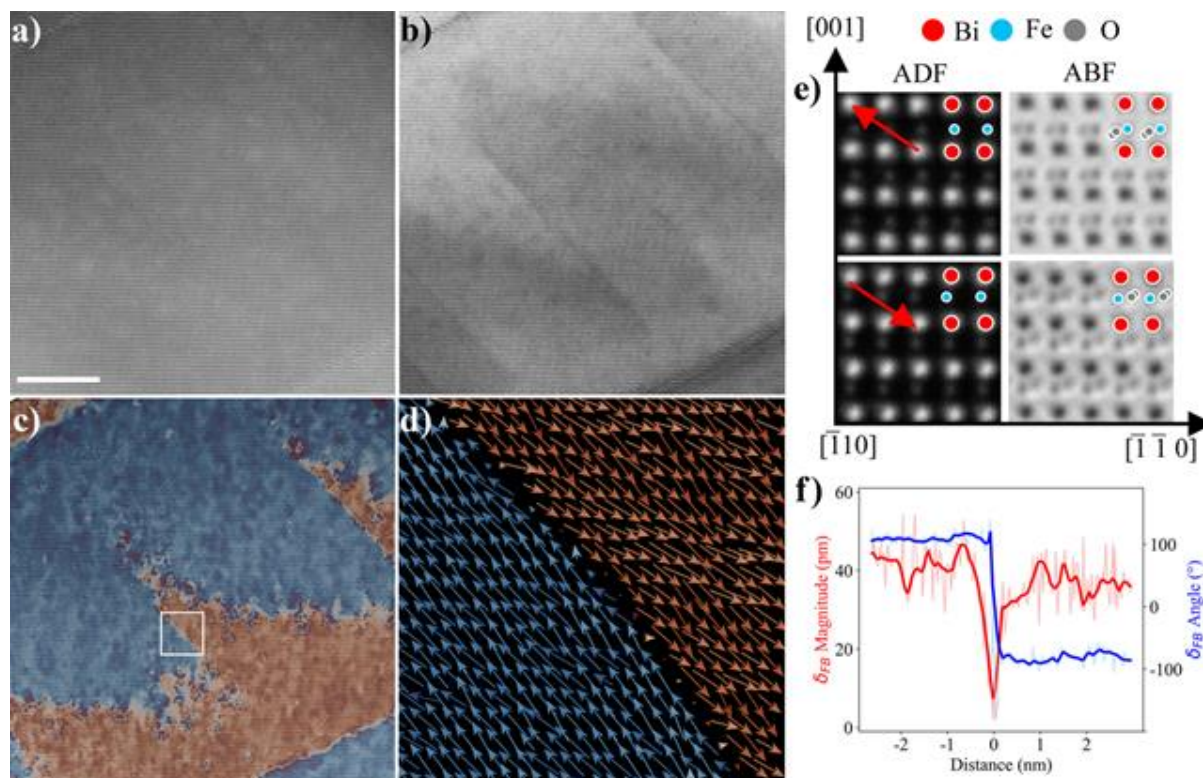 a)
b)
[001]
Bi Fe O
ADF ABF
e)
[1̅10]
[1̅ 1̅ 0]
c)
d)
f)
60
40
20
0
δFB Magnitude (pm)
100
0
-100
δFB Angle (°)
-2 -1 0 1 2
Distance (nm)